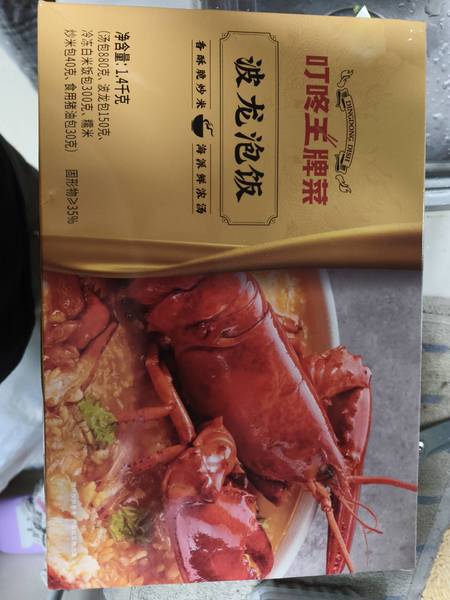 叮咚王牌菜
DINGDONG DISH
波龙泡饭
香酥脆炒米 海派鲜浓汤
净含量:1.4千克
(汤包880克、波龙包150克、
冷冻白米饭包300克、糯米
炒米包40克、食用猪油包30克)
固形物≥35%